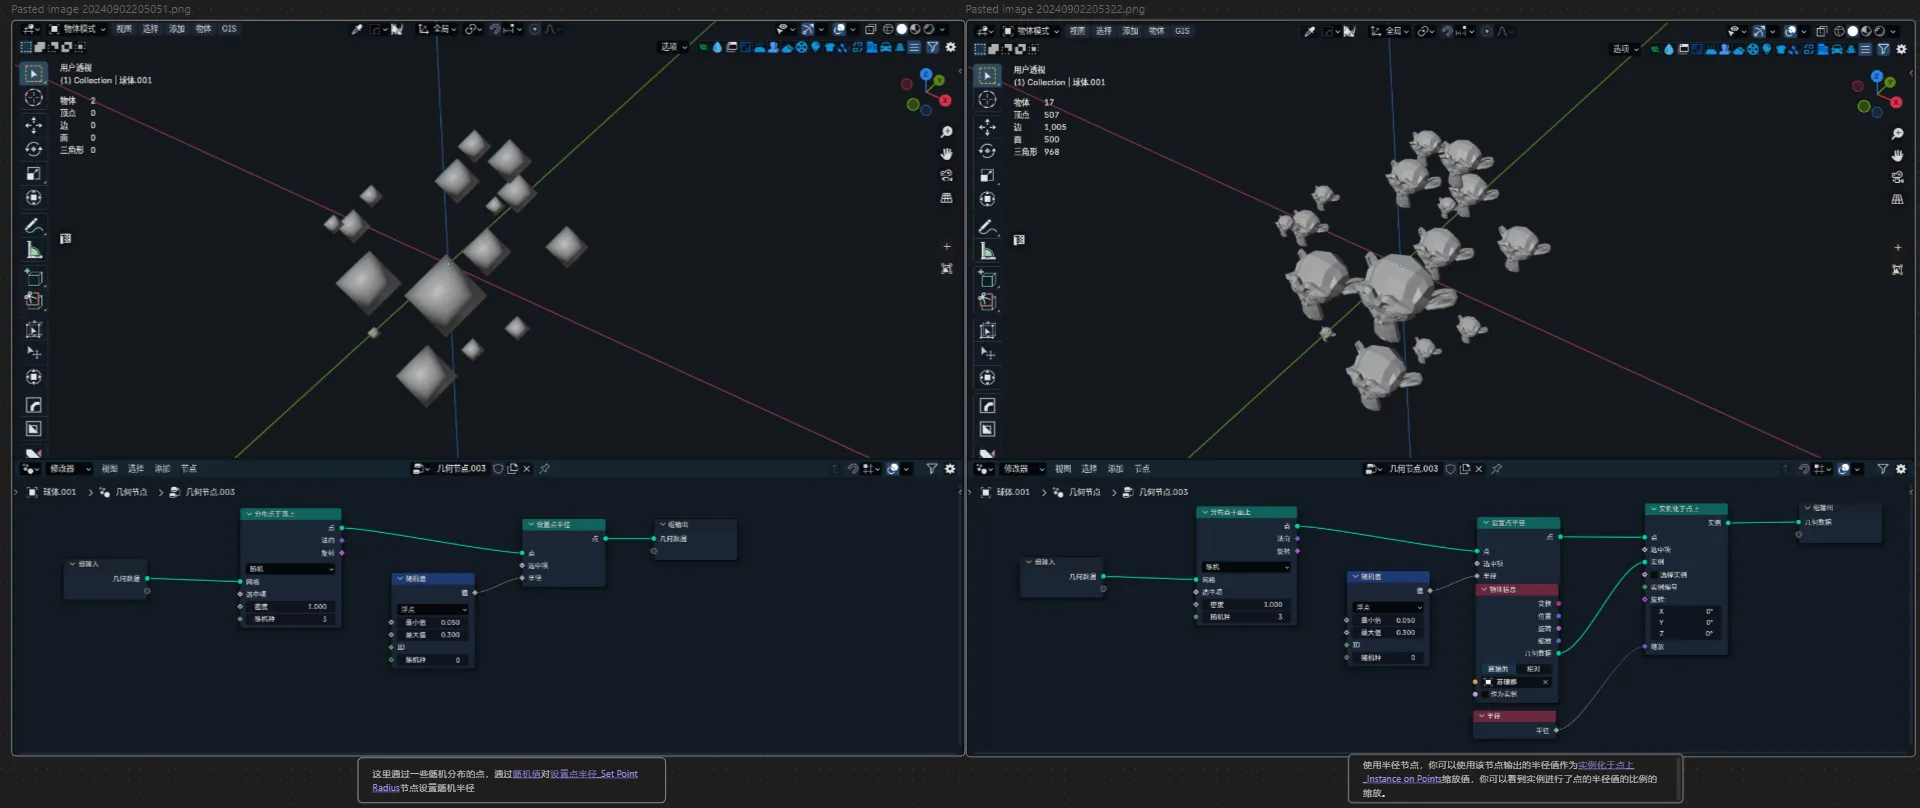 Pasted image 20240902205051.png
物体模式
视图
选择
添加
物体
GIS
全局
选项
用户透视
(1) Collection | 球体.001
物体 2
顶点 0
边 0
面 0
三角形 0
修改器
视图
选择
添加
节点
几何节点.003
球体.001 > 几何节点 > 几何节点.003
组输入
几何数据
分布点于面上
点
法向
旋转
随机
网格
选中项
密度 1.000
随机种 3
随机值
值
浮点
最小值 0.050
最大值 0.300
ID
随机种 0
设置点半径
点
点
选中项
半径
组输出
几何数据
这里通过一些随机分布的点，通过随机值对设置点半径_Set Point
Radius节点设置随机半径
Pasted image 20240902205322.png
物体模式
视图
选择
添加
物体
GIS
全局
选项
用户透视
(1) Collection | 球体.001
物体 17
顶点 507
边 1,005
面 500
三角形 968
修改器
视图
选择
添加
节点
几何节点.003
球体.001 > 几何节点 > 几何节点.003
组输入
几何数据
分布点于面上
点
法向
旋转
随机
网格
选中项
密度 1.000
随机种 3
随机值
值
浮点
最小值 0.050
最大值 0.300
ID
随机种 0
设置点半径
点
点
选中项
半径
物体信息
变换
位置
旋转
缩放
几何数据
原始的
相对
苏珊娜
作为实例
半径
半径
实例化于点上
实例
点
选中项
实例
选择实例
实例编号
旋转:
X 0°
Y 0°
Z 0°
缩放
组输出
几何数据
使用半径节点，你可以使用该节点输出的半径值作为实例化于点上
_Instance on Points缩放值，你可以看到实例进行了点的半径值的比例的
缩放。